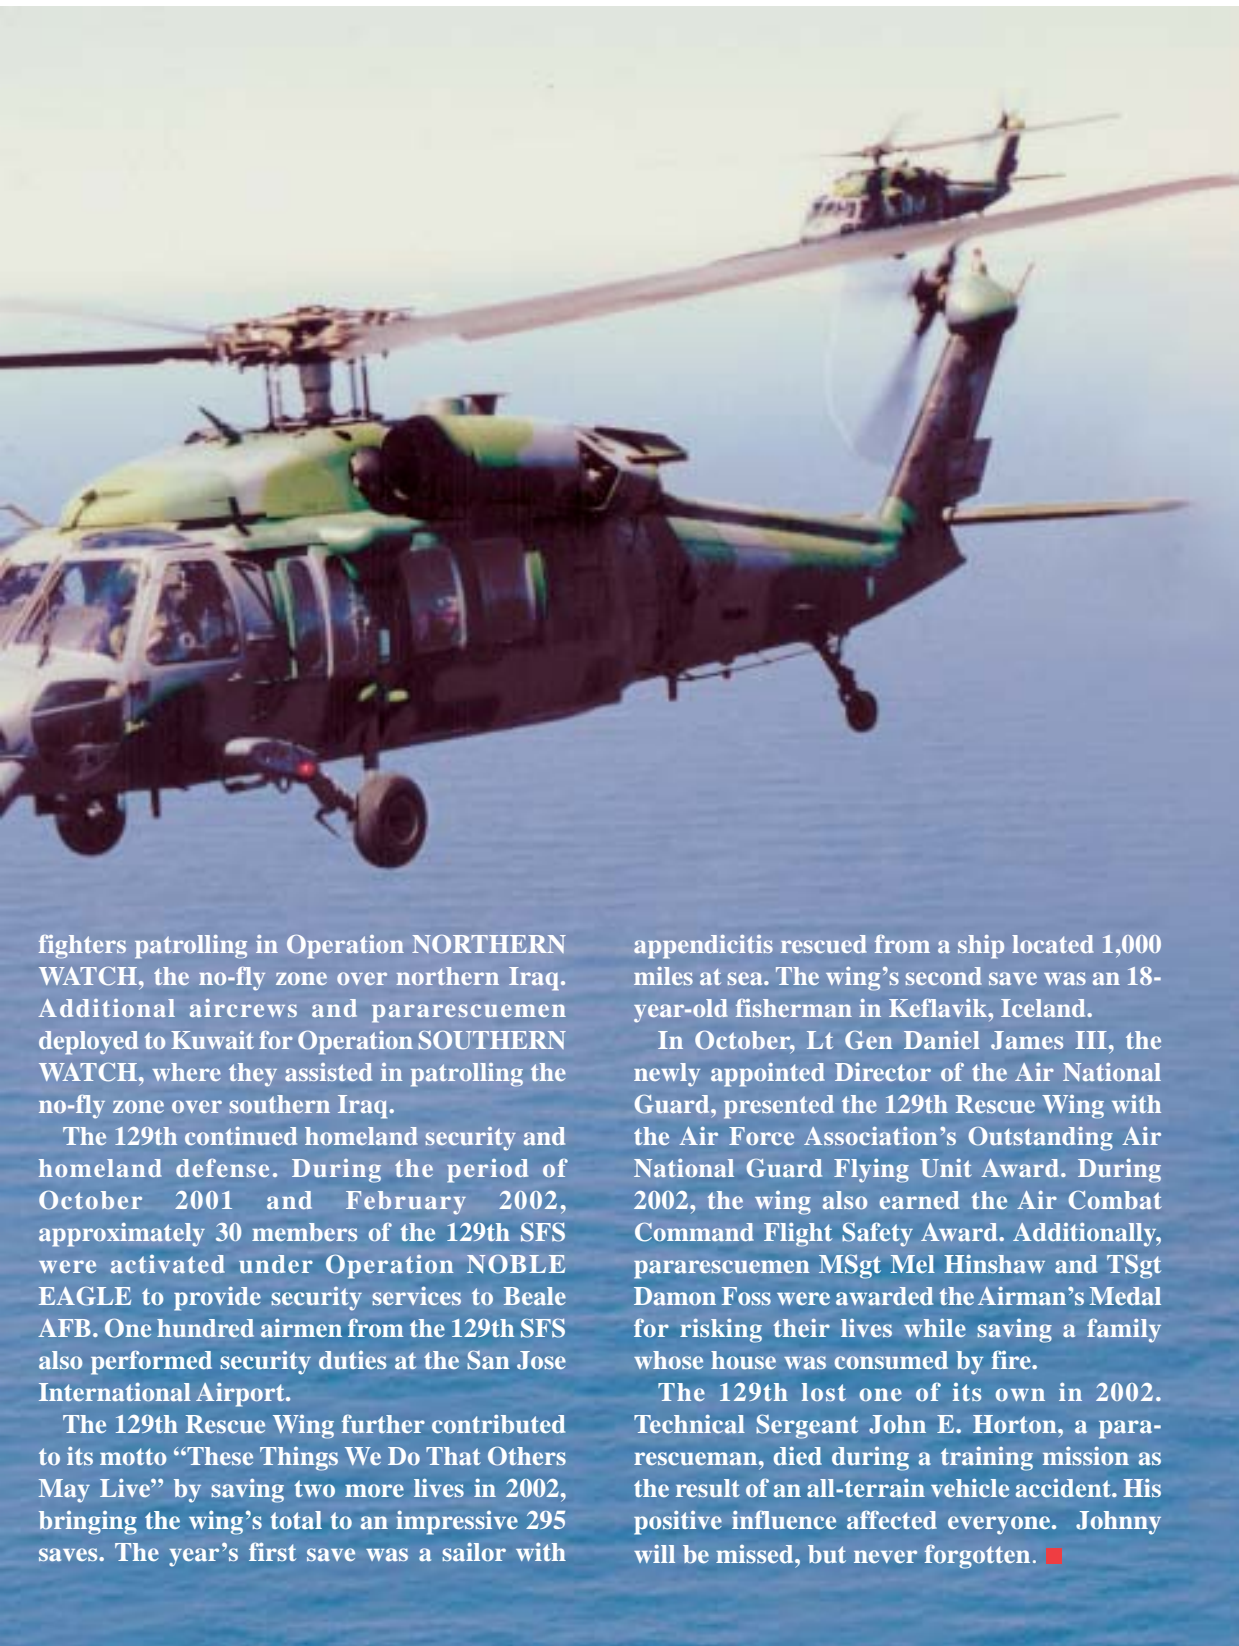 fighters patrolling in Operation NORTHERN
WATCH, the no-fly zone over northern Iraq.
Additional aircrews and pararescuemen
deployed to Kuwait for Operation SOUTHERN
WATCH, where they assisted in patrolling the
no-fly zone over southern Iraq.
The 129th continued homeland security and
homeland defense. During the period of
October 2001 and February 2002,
approximately 30 members of the 129th SFS
were activated under Operation NOBLE
EAGLE to provide security services to Beale
AFB. One hundred airmen from the 129th SFS
also performed security duties at the San Jose
International Airport.
The 129th Rescue Wing further contributed
to its motto “These Things We Do That Others
May Live” by saving two more lives in 2002,
bringing the wing’s total to an impressive 295
saves. The year’s first save was a sailor with
appendicitis rescued from a ship located 1,000
miles at sea. The wing’s second save was an 18-
year-old fisherman in Keflavik, Iceland.
In October, Lt Gen Daniel James III, the
newly appointed Director of the Air National
Guard, presented the 129th Rescue Wing with
the Air Force Association’s Outstanding Air
National Guard Flying Unit Award. During
2002, the wing also earned the Air Combat
Command Flight Safety Award. Additionally,
pararescuemen MSgt Mel Hinshaw and TSgt
Damon Foss were awarded the Airman’s Medal
for risking their lives while saving a family
whose house was consumed by fire.
The 129th lost one of its own in 2002.
Technical Sergeant John E. Horton, a para-
rescueman, died during a training mission as
the result of an all-terrain vehicle accident. His
positive influence affected everyone. Johnny
will be missed, but never forgotten.